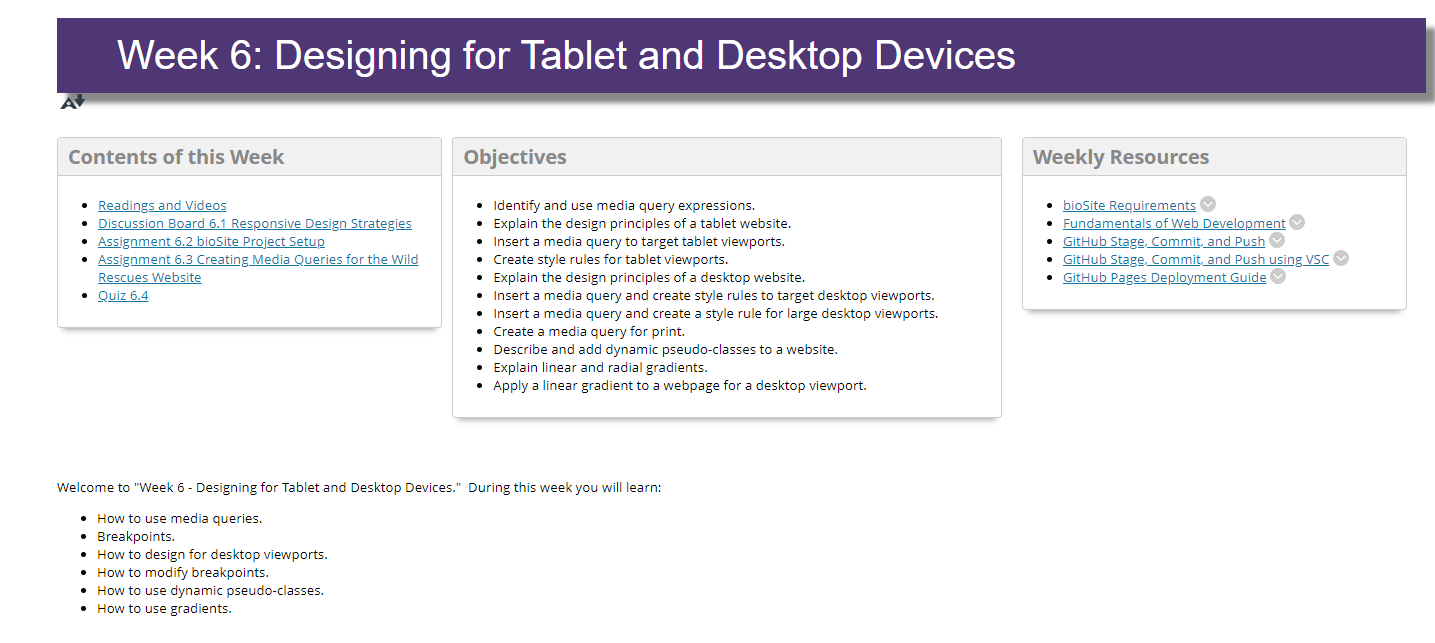 Week 6: Designing for Tablet and Desktop Devices
Contents of this Week
Readings and Videos
Discussion Board 6.1 Responsive Design Strategies
Assignment 6.2 bioSite Project Setup
Assignment 6.3 Creating Media Queries for the Wild
Rescues Website
Quiz 6.4
Objectives
Identify and use media query expressions.
Explain the design principles of a tablet website.
Insert a media query to target tablet viewports.
Create style rules for tablet viewports.
Explain the design principles of a desktop website.
Insert a media query and create style rules to target desktop viewports.
Insert a media query and create a style rule for large desktop viewports.
Create a media query for print.
Describe and add dynamic pseudo-classes to a website.
Explain linear and radial gradients.
Apply a linear gradient to a webpage for a desktop viewport.
Weekly Resources
bioSite Requirements
Fundamentals of Web Development
GitHub Stage, Commit, and Push
GitHub Stage, Commit, and Push using VSC
GitHub Pages Deployment Guide
Welcome to "Week 6 - Designing for Tablet and Desktop Devices."  During this week you will learn:
How to use media queries.
Breakpoints.
How to design for desktop viewports.
How to modify breakpoints.
How to use dynamic pseudo-classes.
How to use gradients.